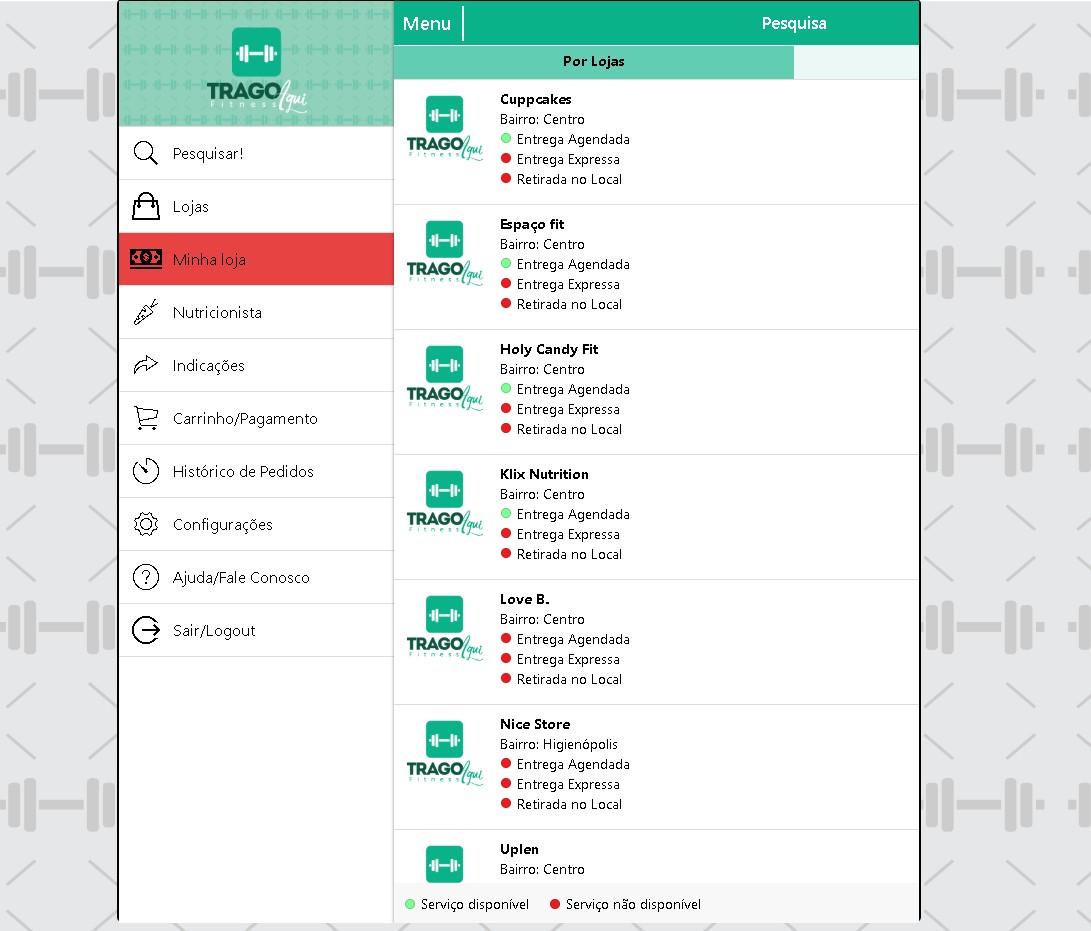 TRAGO Aqui
Fitness
Pesquisar!
Lojas
Minha loja
Nutricionista
Indicações
Carrinho/Pagamento
Histórico de Pedidos
Configurações
Ajuda/Fale Conosco
Sair/Logout
Menu
Pesquisa
Por Lojas
TRAGO Aqui
Fitness
Cuppcakes
Bairro: Centro
Entrega Agendada
Entrega Expressa
Retirada no Local
TRAGO Aqui
Fitness
Espaço fit
Bairro: Centro
Entrega Agendada
Entrega Expressa
Retirada no Local
TRAGO Aqui
Fitness
Holy Candy Fit
Bairro: Centro
Entrega Agendada
Entrega Expressa
Retirada no Local
TRAGO Aqui
Fitness
Klix Nutrition
Bairro: Centro
Entrega Agendada
Entrega Expressa
Retirada no Local
TRAGO Aqui
Fitness
Love B.
Bairro: Centro
Entrega Agendada
Entrega Expressa
Retirada no Local
TRAGO Aqui
Fitness
Nice Store
Bairro: Higienópolis
Entrega Agendada
Entrega Expressa
Retirada no Local
Uplen
Bairro: Centro
Serviço disponível
Serviço não disponível